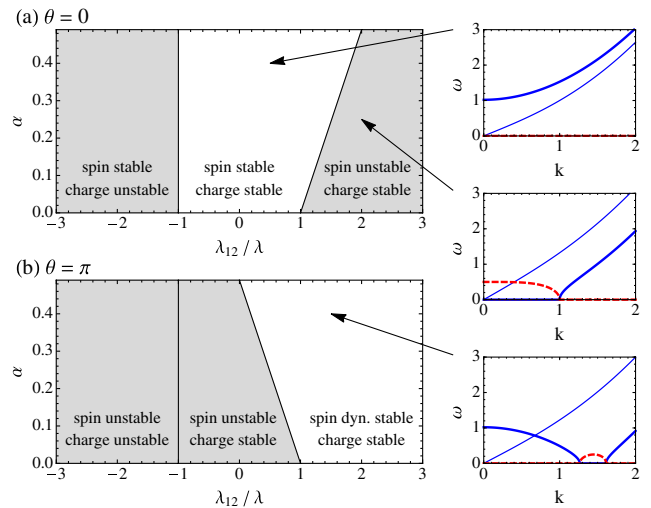 (a) θ = 0
0.4
0.3
0.2
0.1
0.0
α
spin stable
charge unstable
spin stable
charge stable
spin unstable
charge stable
−3 −2 −1 0 1 2 3
λ12 / λ
3
2
1
0
ω
0 1 2
k
3
2
1
0
ω
0 1 2
k
(b) θ = π
0.4
0.3
0.2
0.1
0.0
α
spin unstable
charge unstable
spin unstable
charge stable
spin dyn. stable
charge stable
−3 −2 −1 0 1 2 3
λ12 / λ
3
2
1
0
ω
0 1 2
k